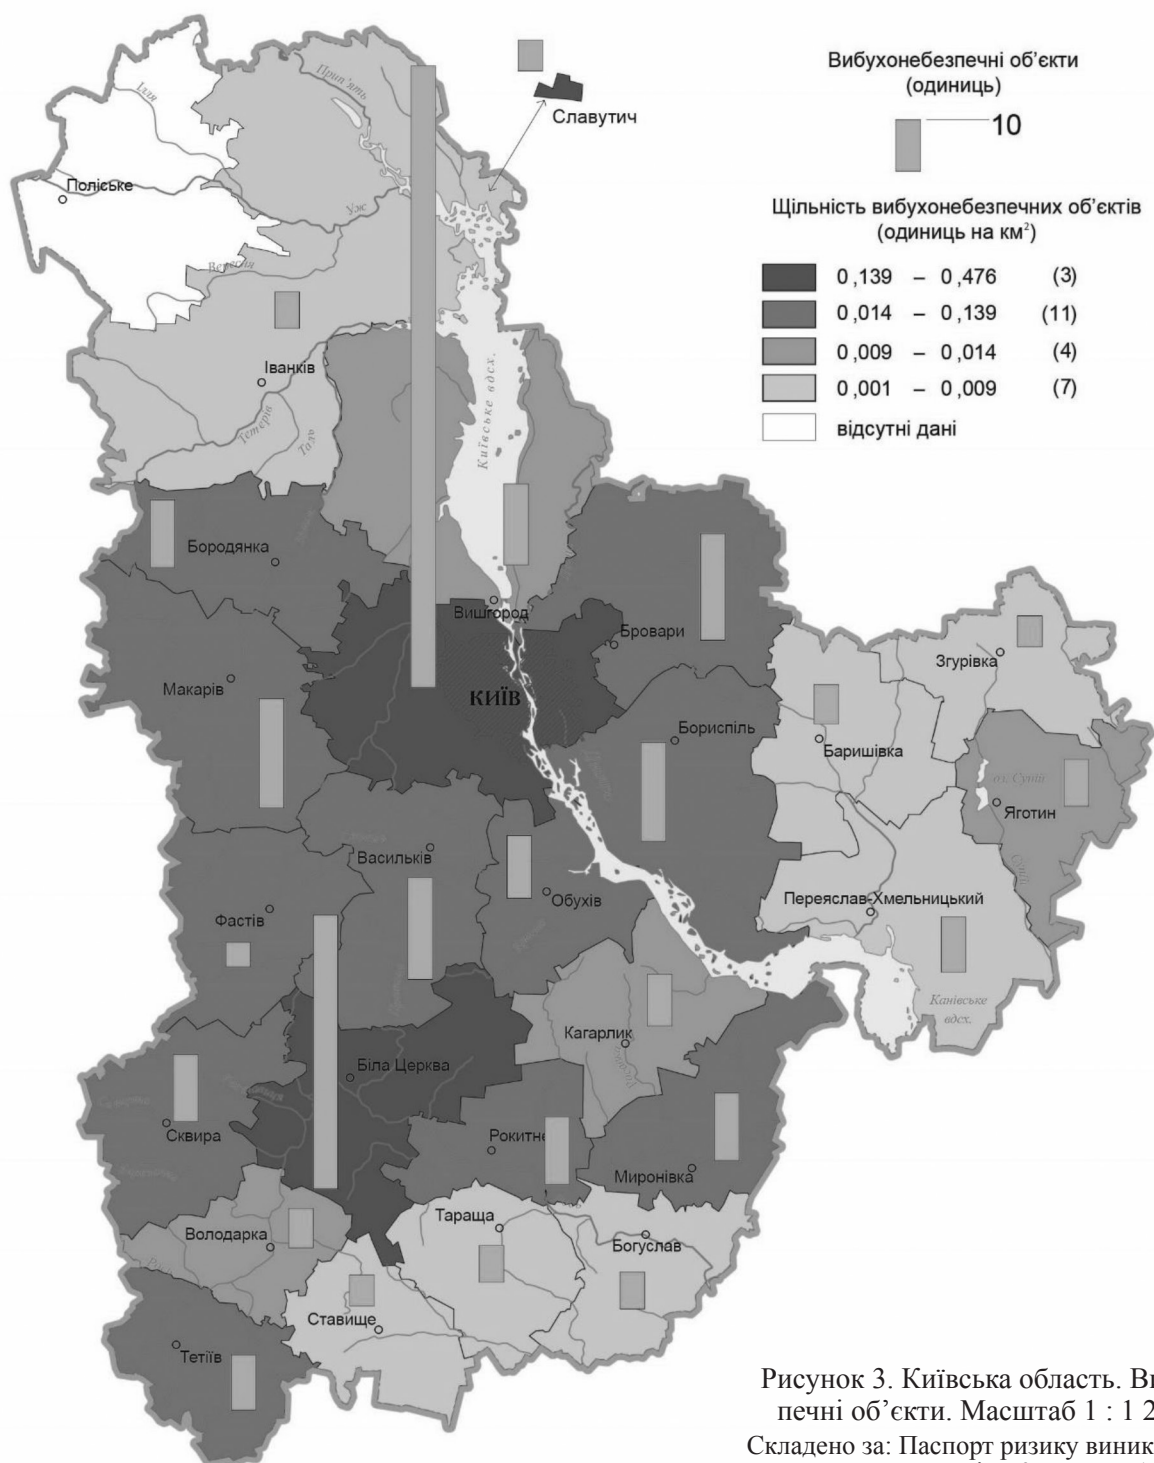 Вибухонебезпечні об’єкти
(одиниць)
10
Щільність вибухонебезпечних об’єктів
(одиниць на км²)
0,139 – 0,476 (3)
0,014 – 0,139 (11)
0,009 – 0,014 (4)
0,001 – 0,009 (7)
відсутні дані
Славутич
Прип'ять
Ілля
Поліське
Уж
Іванків
Тетерів
Київське вдсх.
Бородянка
Вишгород
Бровари
Згурівка
Макарів
КИЇВ
Бориспіль
Баришівка
оз. Супій
Яготин
Супій
Васильків
Обухів
Фастів
Переяслав-Хмельницький
Канівське
вдсх.
Кагарлик
Біла Церква
Сквира
Рокитне
Миронівка
Тараща
Богуслав
Володарка
Ставище
Тетіїв
Рисунок 3. Київська область. Ви
печні об’єкти. Масштаб 1 : 1 2
Складено за: Паспорт ризику виник